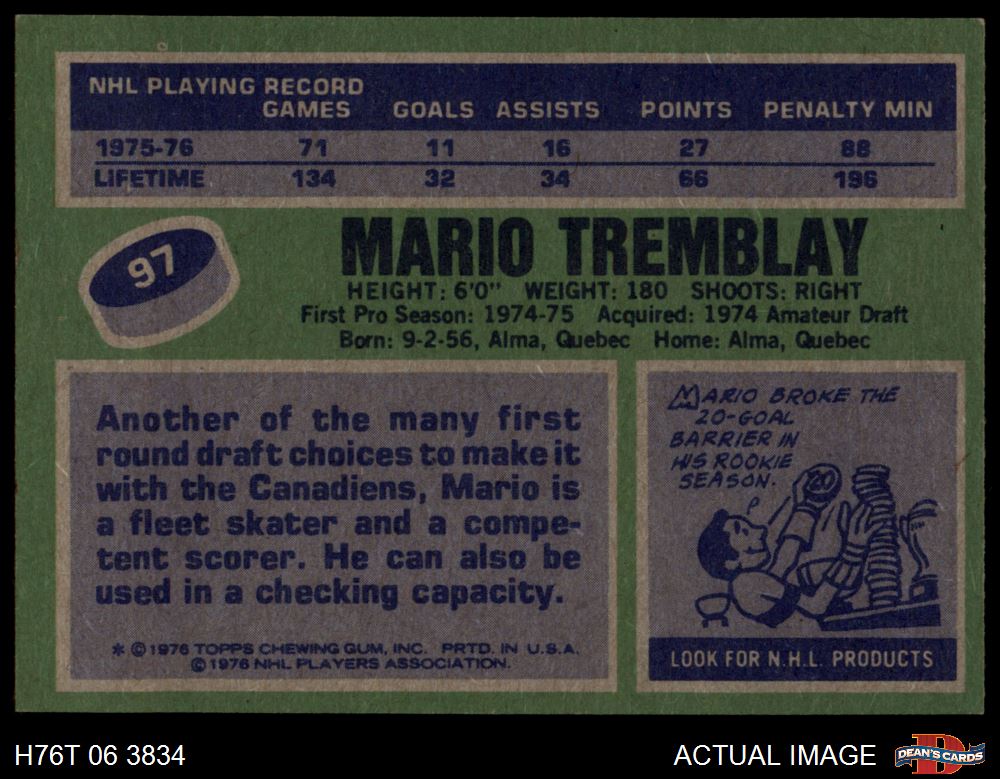 NHL PLAYING RECORD
GAMES GOALS ASSISTS POINTS PENALTY MIN
1975-76 71 11 16 27 88
LIFETIME 134 32 34 66 196
97
MARIO TREMBLAY
HEIGHT: 6'0" WEIGHT: 180 SHOOTS: RIGHT
First Pro Season: 1974-75 Acquired: 1974 Amateur Draft
Born: 9-2-56, Alma, Quebec Home: Alma, Quebec
Another of the many first
round draft choices to make it
with the Canadiens, Mario is
a fleet skater and a compe-
tent scorer. He can also be
used in a checking capacity.
* © 1976 TOPPS CHEWING GUM, INC. PRTD. IN U.S.A.
© 1976 NHL PLAYERS ASSOCIATION.
MARIO BROKE THE
20-GOAL
BARRIER IN
HIS ROOKIE
SEASON.
20
LOOK FOR N.H.L. PRODUCTS
H76T 06 3834 ACTUAL IMAGE DEAN'S CARDS